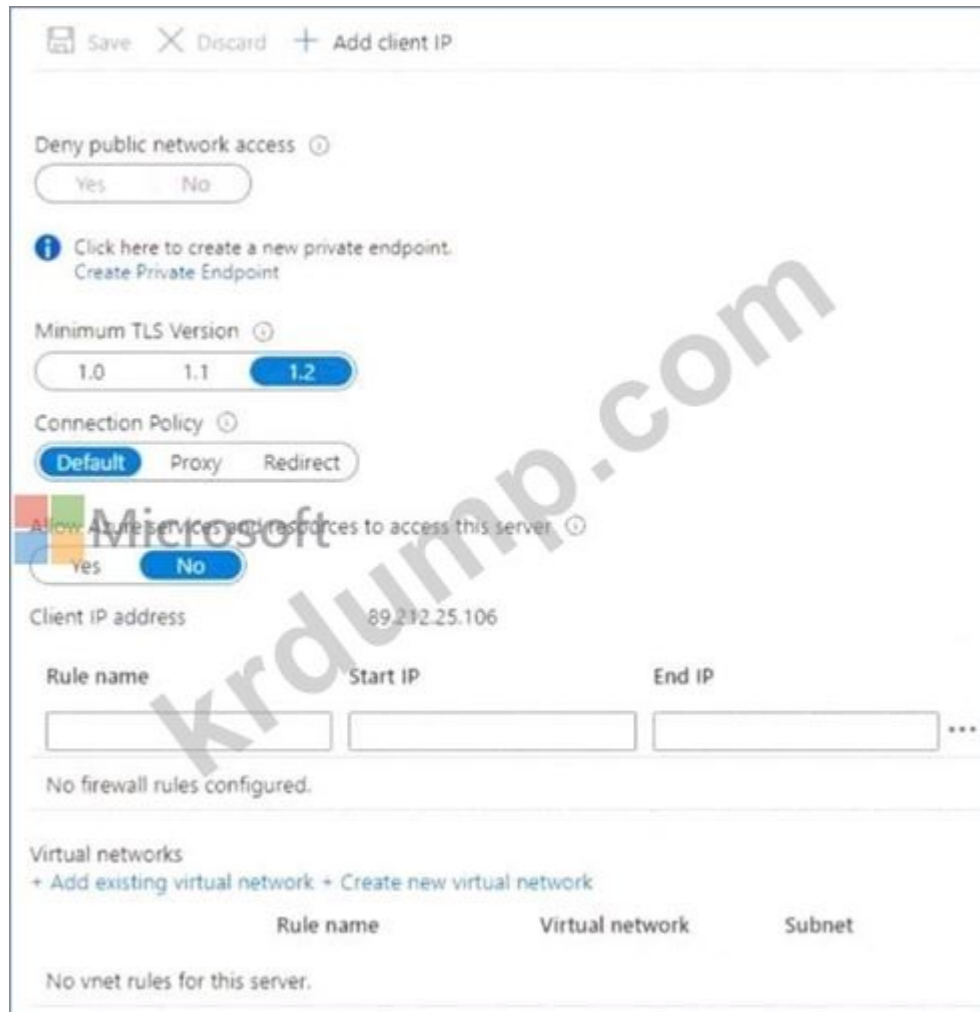 Save Discard + Add client IP
Deny public network access
Yes No
Click here to create a new private endpoint.
Create Private Endpoint
Minimum TLS Version
1.0 1.1 1.2
Connection Policy
Default Proxy Redirect
Microsoft
Allow Azure services and resources to access this server
Yes No
Client IP address 89.212.25.106
Rule name Start IP End IP
No firewall rules configured.
Virtual networks
+ Add existing virtual network + Create new virtual network
Rule name Virtual network Subnet
No vnet rules for this server.
krdump.com